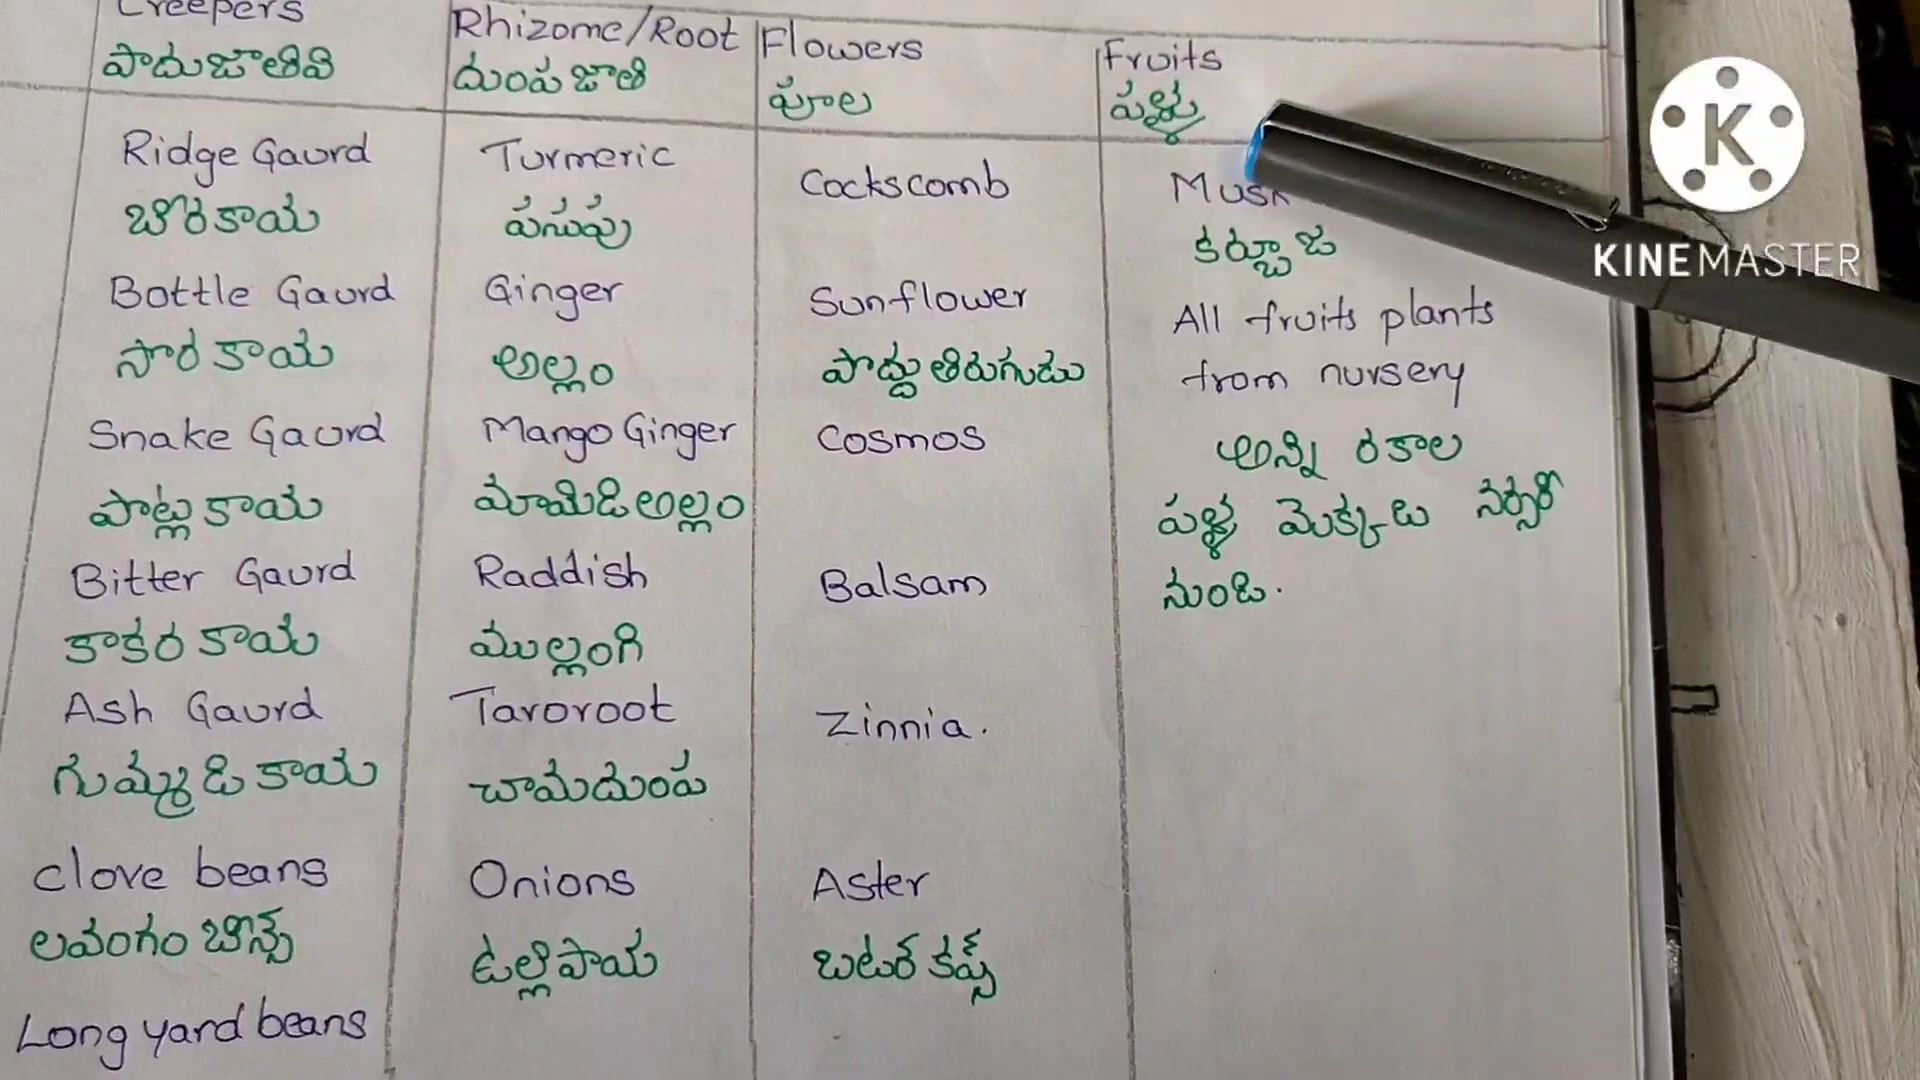 Creepers
పాదుజాతివి
Ridge Gaurd
బీరకాయ
Bottle Gaurd
సొరకాయ
Snake Gaurd
పొట్లకాయ
Bitter Gaurd
కాకరకాయ
Ash Gaurd
గుమ్మడికాయ
clove beans
లవంగం బీన్స్
Long yard beans
Rhizome/Root
దుంపజాతి
Turmeric
పసుపు
Ginger
అల్లం
Mango Ginger
మామిడిఅల్లం
Raddish
ముల్లంగి
Taroroot
చామదుంప
Onions
ఉల్లిపాయ
Flowers
పూల
Cockscomb
Sunflower
పొద్దుతిరుగుడు
Cosmos
Balsam
Zinnia.
Aster
బటర్ కప్స్
Fruits
పళ్ళు
Musk
కర్బూజ
All fruits plants
from nursery
అన్ని రకాల
పళ్ళ మొక్కలు నర్సరీ
నుండి.
K
KINEMASTER